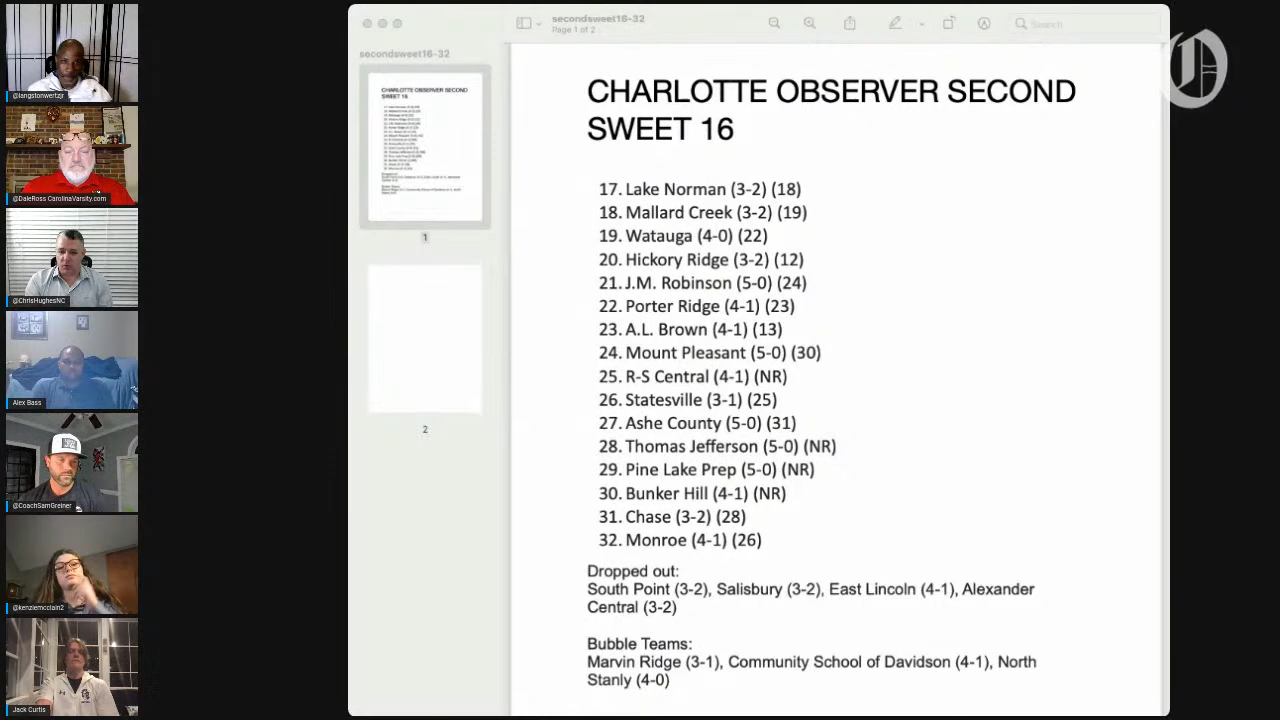 @langstonwertzjr
@DaleRoss CarolinaVarsity.com
@ChrisHughesNC
Alex Bass
@CoachSamGreiner
@kenziemcclain2
Jack Curtis
secondsweet16-32
Page 1 of 2
Search
secondsweet16-32
CHARLOTTE OBSERVER SECOND
SWEET 16
1
2
CHARLOTTE OBSERVER SECOND
SWEET 16
17. Lake Norman (3-2) (18)
18. Mallard Creek (3-2) (19)
19. Watauga (4-0) (22)
20. Hickory Ridge (3-2) (12)
21. J.M. Robinson (5-0) (24)
22. Porter Ridge (4-1) (23)
23. A.L. Brown (4-1) (13)
24. Mount Pleasant (5-0) (30)
25. R-S Central (4-1) (NR)
26. Statesville (3-1) (25)
27. Ashe County (5-0) (31)
28. Thomas Jefferson (5-0) (NR)
29. Pine Lake Prep (5-0) (NR)
30. Bunker Hill (4-1) (NR)
31. Chase (3-2) (28)
32. Monroe (4-1) (26)
Dropped out:
South Point (3-2), Salisbury (3-2), East Lincoln (4-1), Alexander
Central (3-2)
Bubble Teams:
Marvin Ridge (3-1), Community School of Davidson (4-1), North
Stanly (4-0)